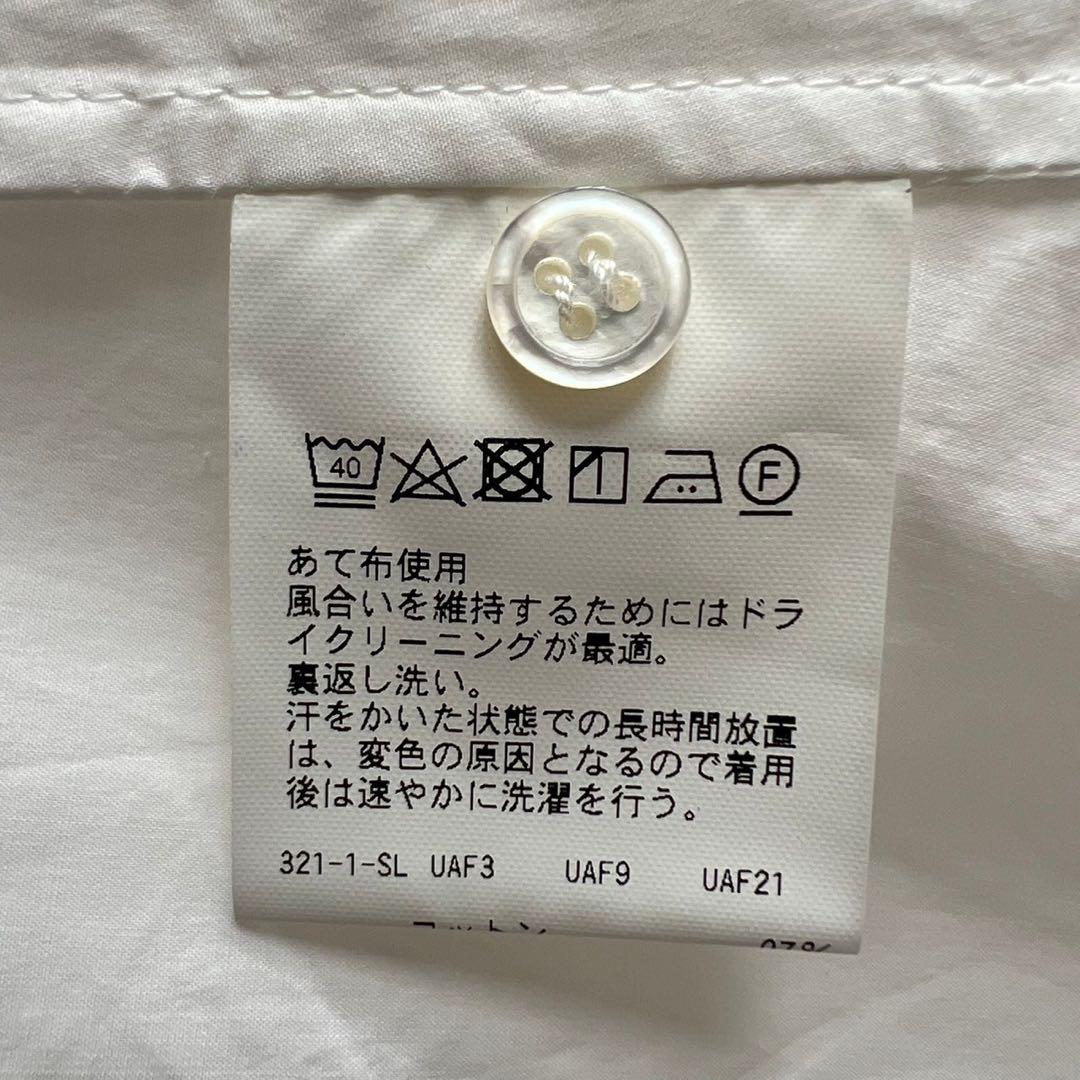 40
F
あて布使用
風合いを維持するためにはドラ
イクリーニングが最適。
裏返し洗い。
汗をかいた状態での長時間放置
は、変色の原因となるので着用
後は速やかに洗濯を行う。
321-1-SL UAF3 UAF9 UAF21
コットン